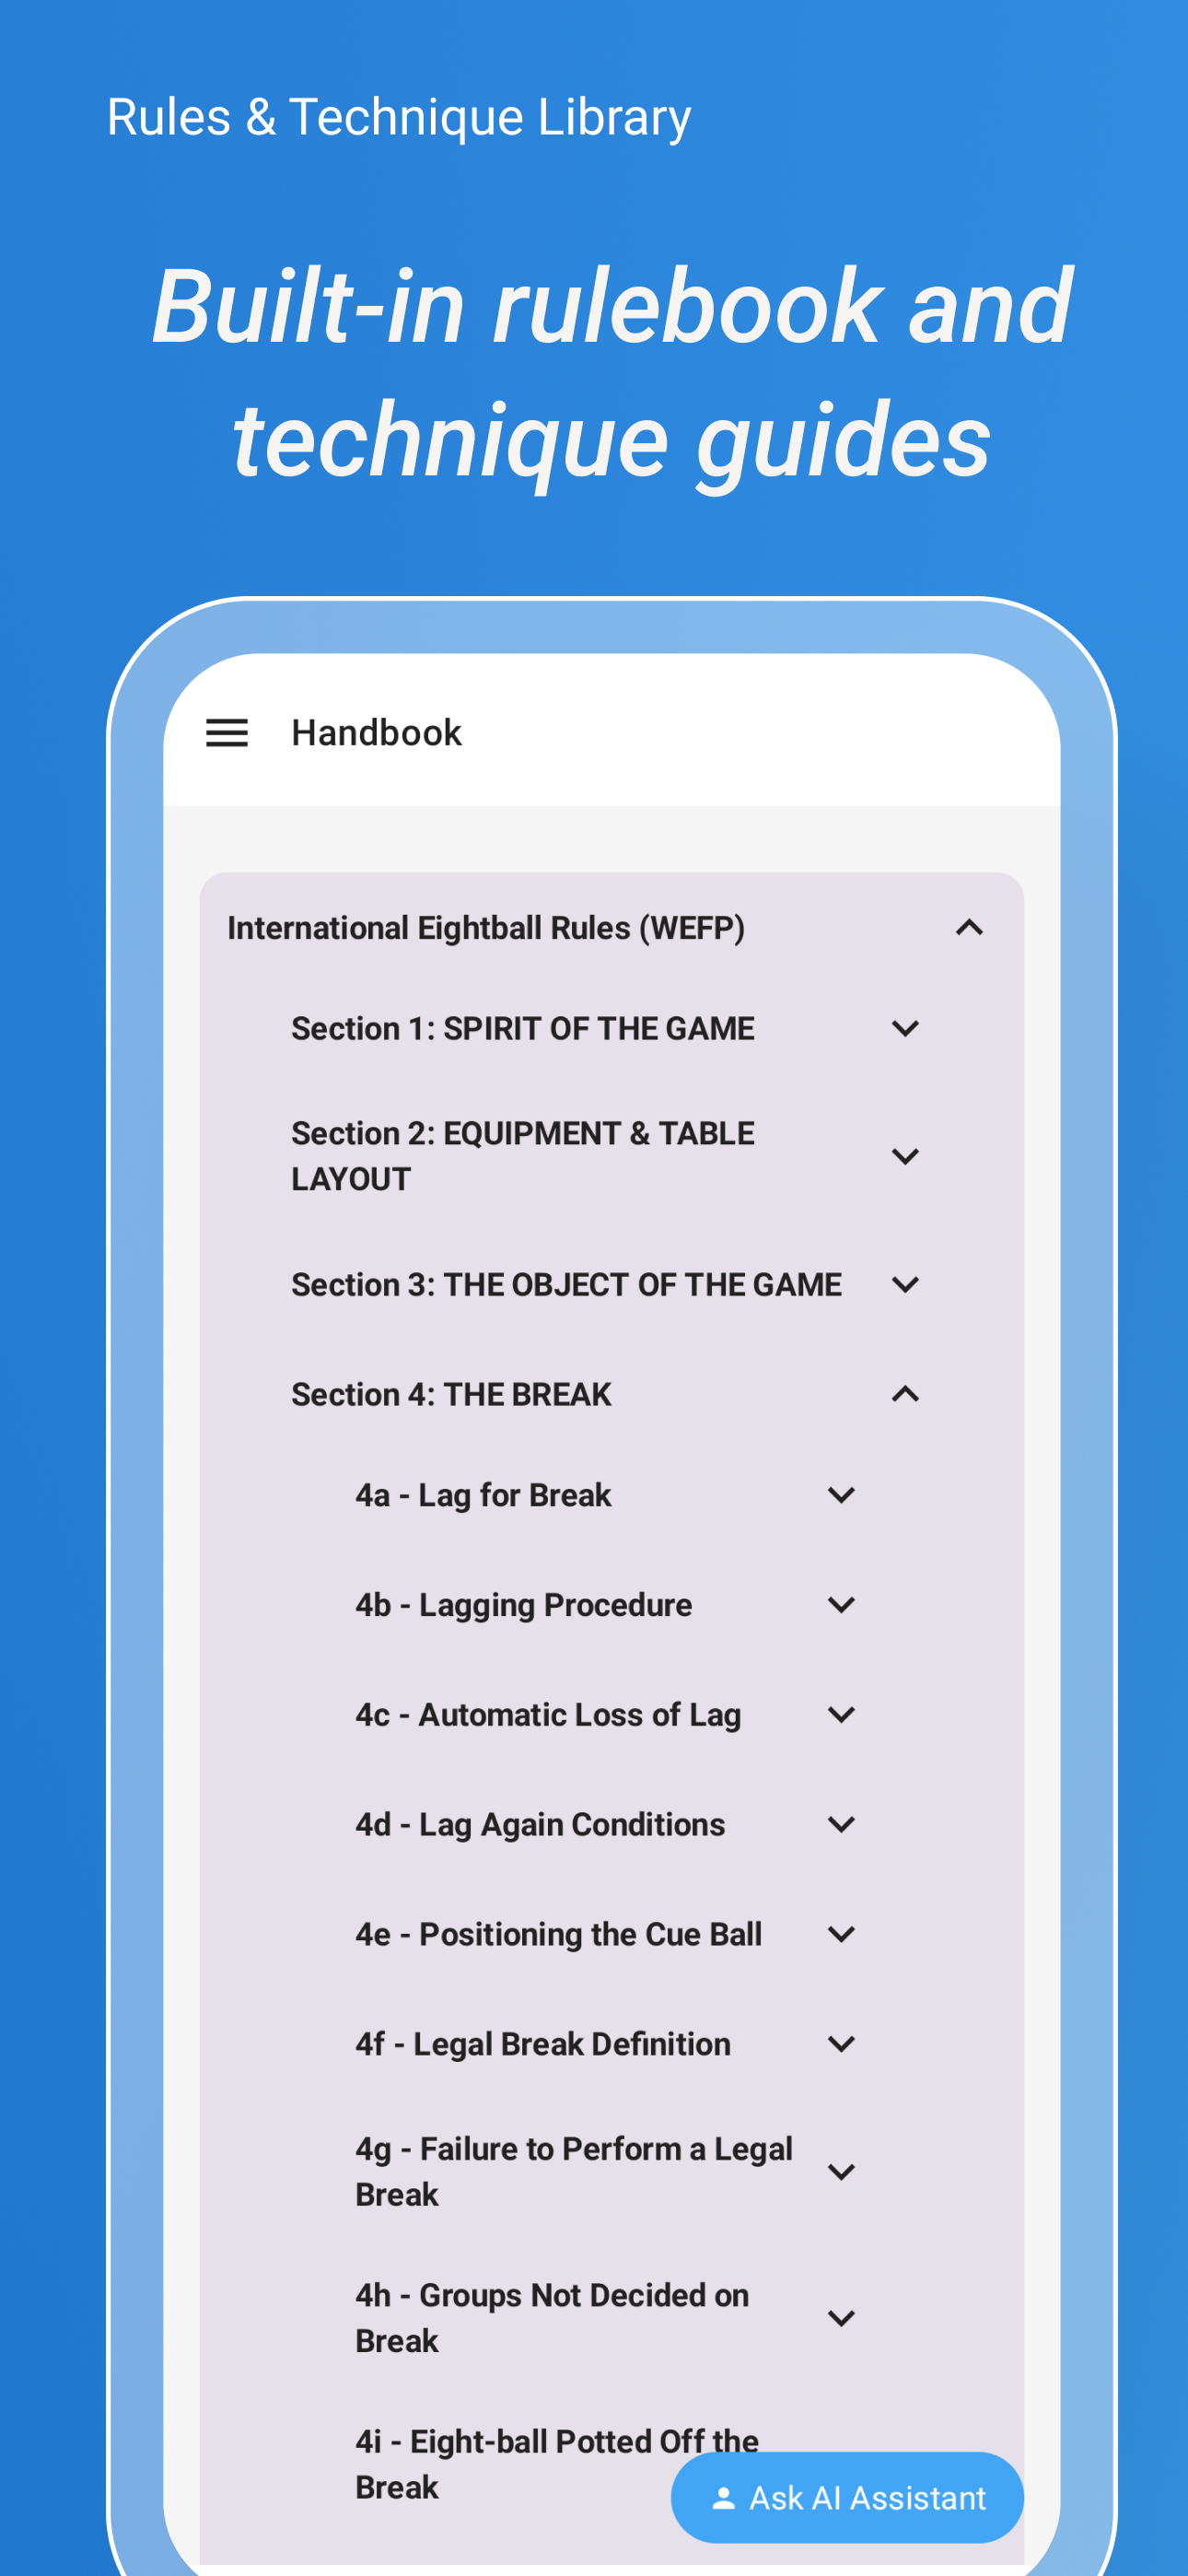 Rules & Technique Library
Built-in rulebook and
technique guides
Handbook
International Eightball Rules (WEFP)
Section 1: SPIRIT OF THE GAME
Section 2: EQUIPMENT & TABLE
LAYOUT
Section 3: THE OBJECT OF THE GAME
Section 4: THE BREAK
4a - Lag for Break
4b - Lagging Procedure
4c - Automatic Loss of Lag
4d - Lag Again Conditions
4e - Positioning the Cue Ball
4f - Legal Break Definition
4g - Failure to Perform a Legal
Break
4h - Groups Not Decided on
Break
4i - Eight-ball Potted Off the
Break
Ask AI Assistant